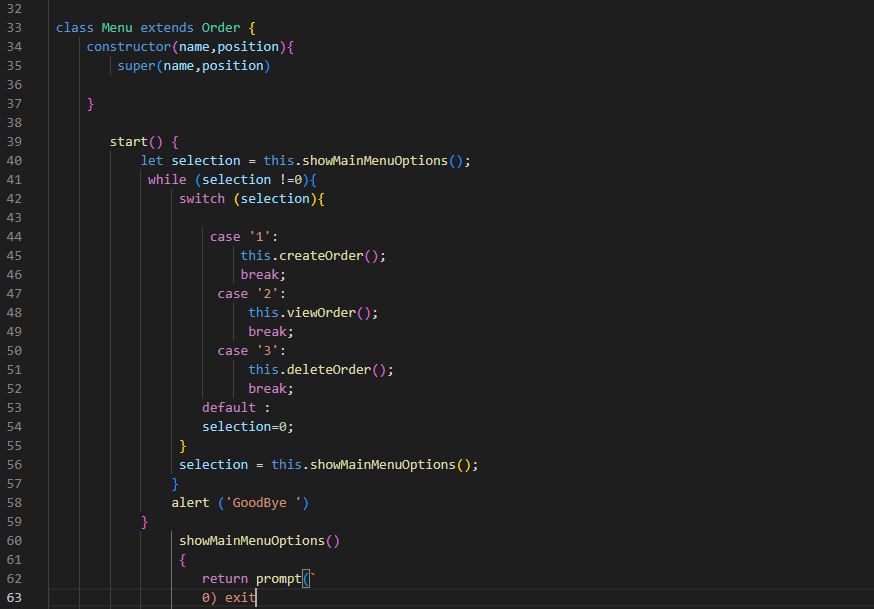 32
33 class Menu extends Order {
34 constructor(name,position){
35 super(name,position)
36
37 }
38
39 start() {
40 let selection = this.showMainMenuOptions();
41 while (selection !=0){
42 switch (selection){
43
44 case '1':
45 this.createOrder();
46 break;
47 case '2':
48 this.viewOrder();
49 break;
50 case '3':
51 this.deleteOrder();
52 break;
53 default :
54 selection=0;
55 }
56 selection = this.showMainMenuOptions();
57 }
58 alert ('GoodBye ')
59 }
60 showMainMenuOptions()
61 {
62 return prompt(`
63 0) exit